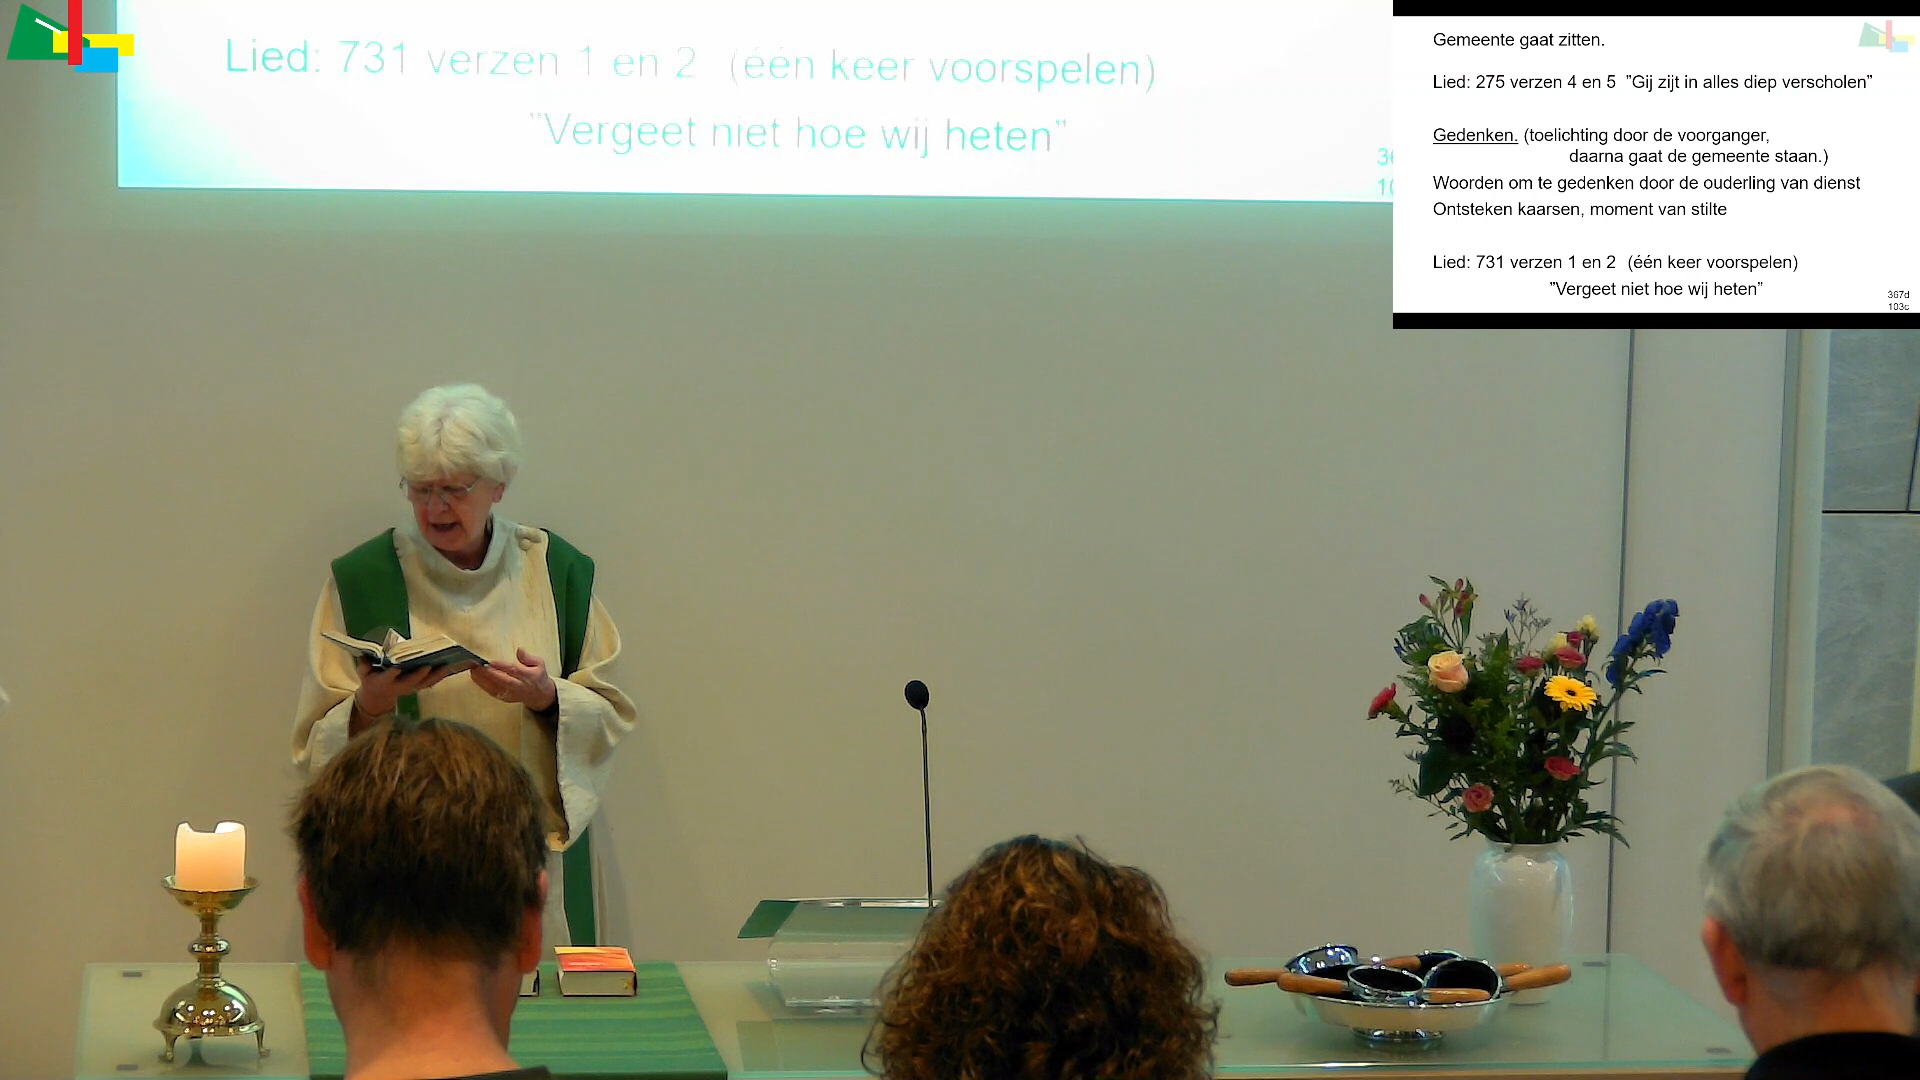 Lied: 731 verzen 1 en 2 (één keer voorspelen)
"Vergeet niet hoe wij heten"
36
10
Gemeente gaat zitten.
Lied: 275 verzen 4 en 5 ”Gij zijt in alles diep verscholen”
Gedenken. (toelichting door de voorganger,
daarna gaat de gemeente staan.)
Woorden om te gedenken door de ouderling van dienst
Ontsteken kaarsen, moment van stilte
Lied: 731 verzen 1 en 2 (één keer voorspelen)
”Vergeet niet hoe wij heten”
367d
103c